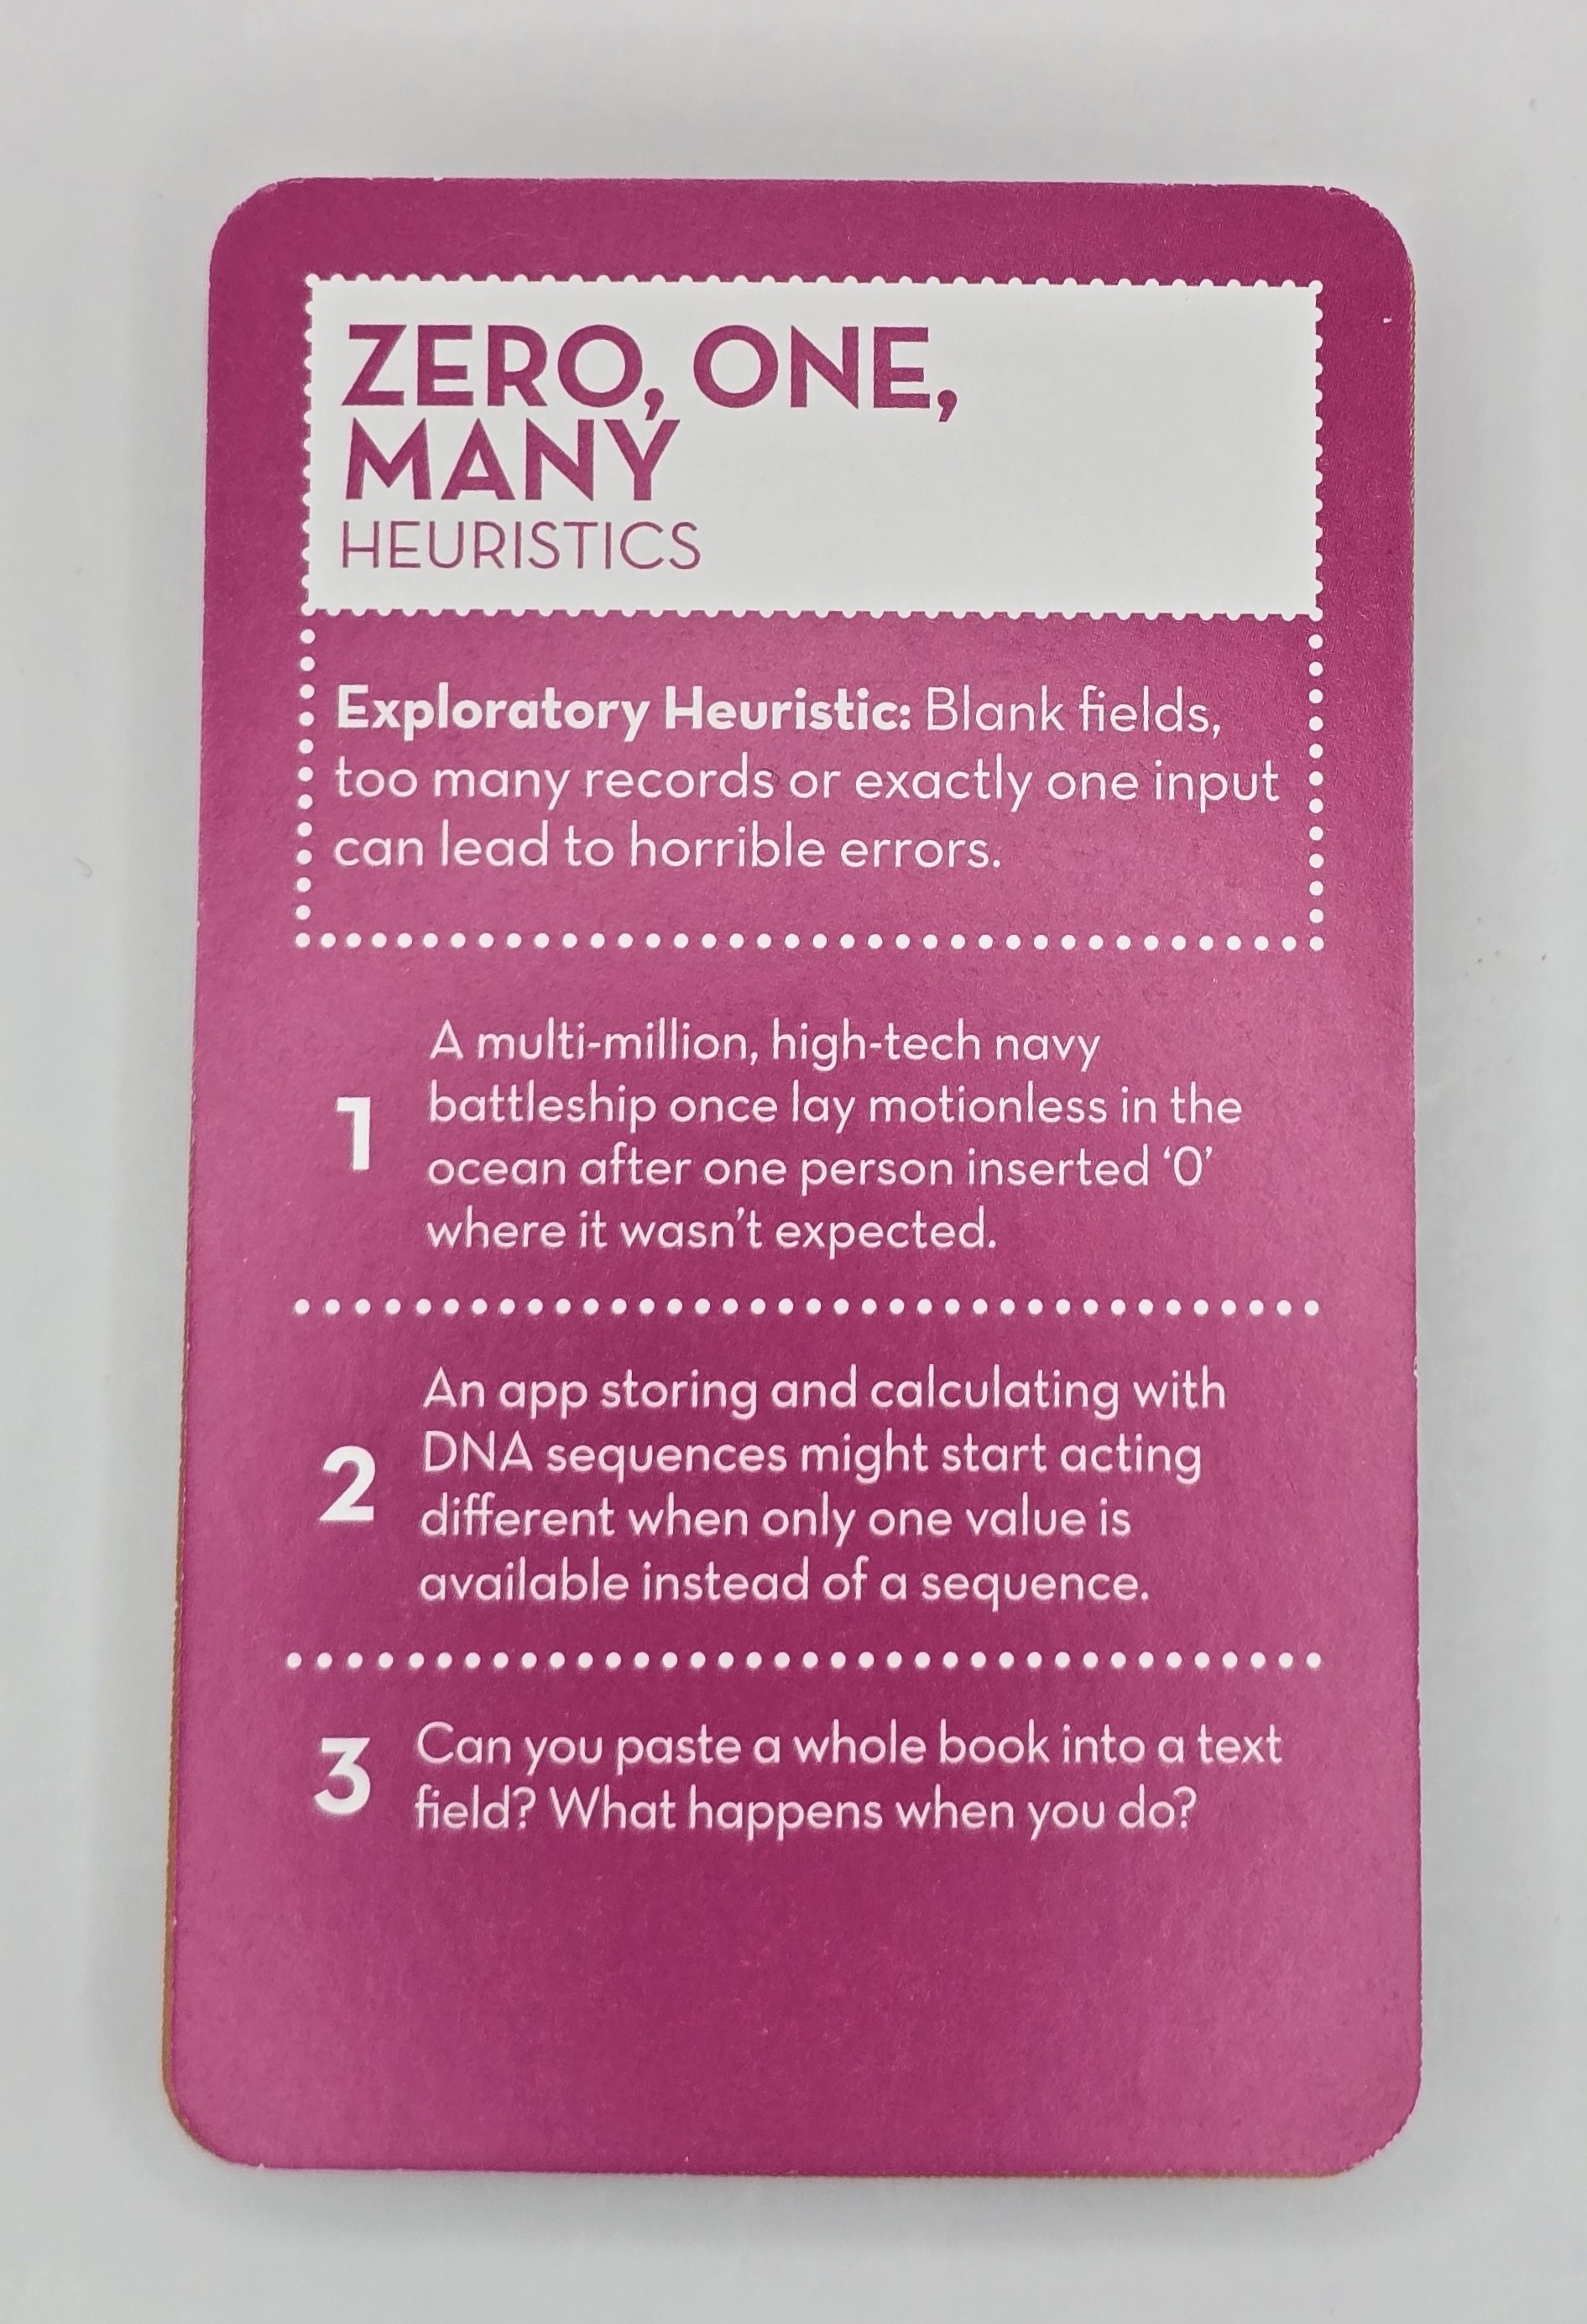 ZERO, ONE,
MANY
HEURISTICS
Exploratory Heuristic: Blank fields,
too many records or exactly one input
can lead to horrible errors.
1
A multi-million, high-tech navy
battleship once lay motionless in the
ocean after one person inserted ‘0’
where it wasn’t expected.
2
An app storing and calculating with
DNA sequences might start acting
different when only one value is
available instead of a sequence.
3
Can you paste a whole book into a text
field? What happens when you do?